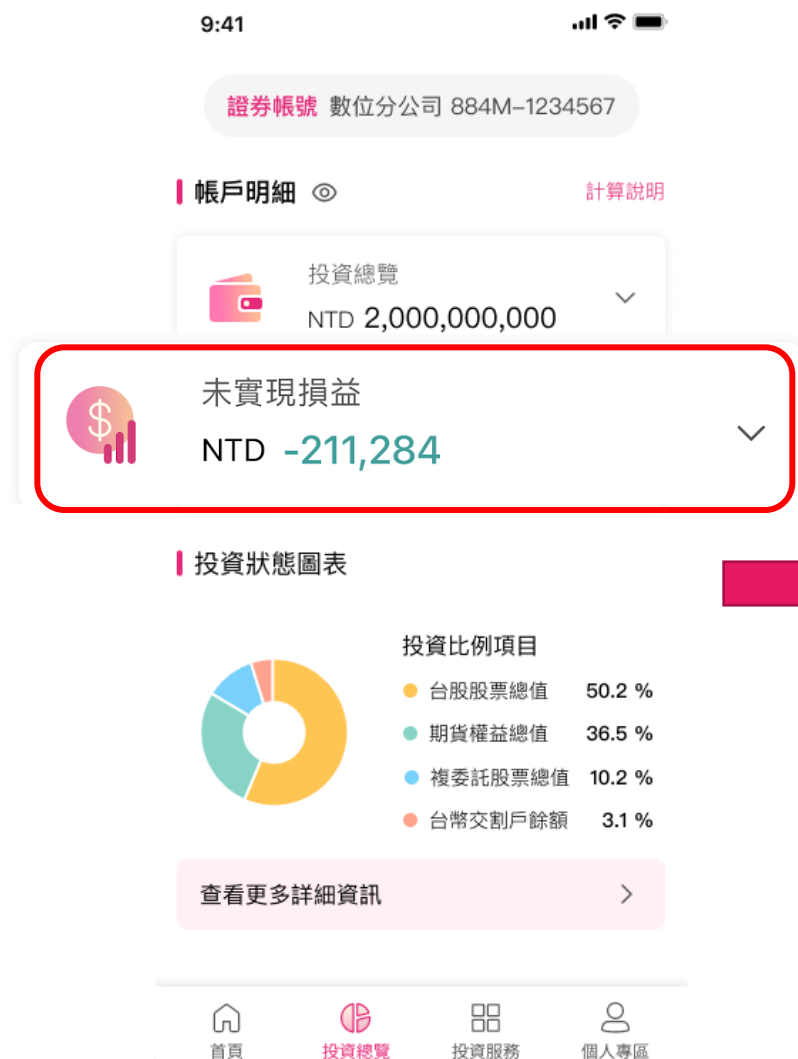 9:41
證券帳號 數位分公司 884M-1234567
帳戶明細 計算說明
投資總覽
NTD 2,000,000,000
$
未實現損益
NTD -211,284
投資狀態圖表
投資比例項目
台股股票總值 50.2 %
期貨權益總值 36.5 %
複委託股票總值 10.2 %
台幣交割戶餘額 3.1 %
查看更多詳細資訊
首頁 投資總覽 投資服務 個人專區